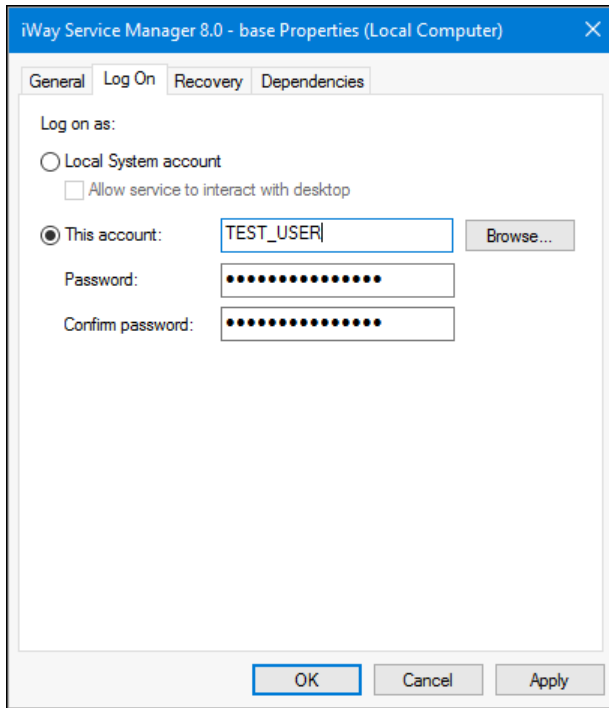 iWay Service Manager 8.0 - base Properties (Local Computer)
General Log On Recovery Dependencies
Log on as:
Local System account
Allow service to interact with desktop
This account: TEST_USER Browse...
Password: ●●●●●●●●●●●●●●●
Confirm password: ●●●●●●●●●●●●●●●
OK Cancel Apply